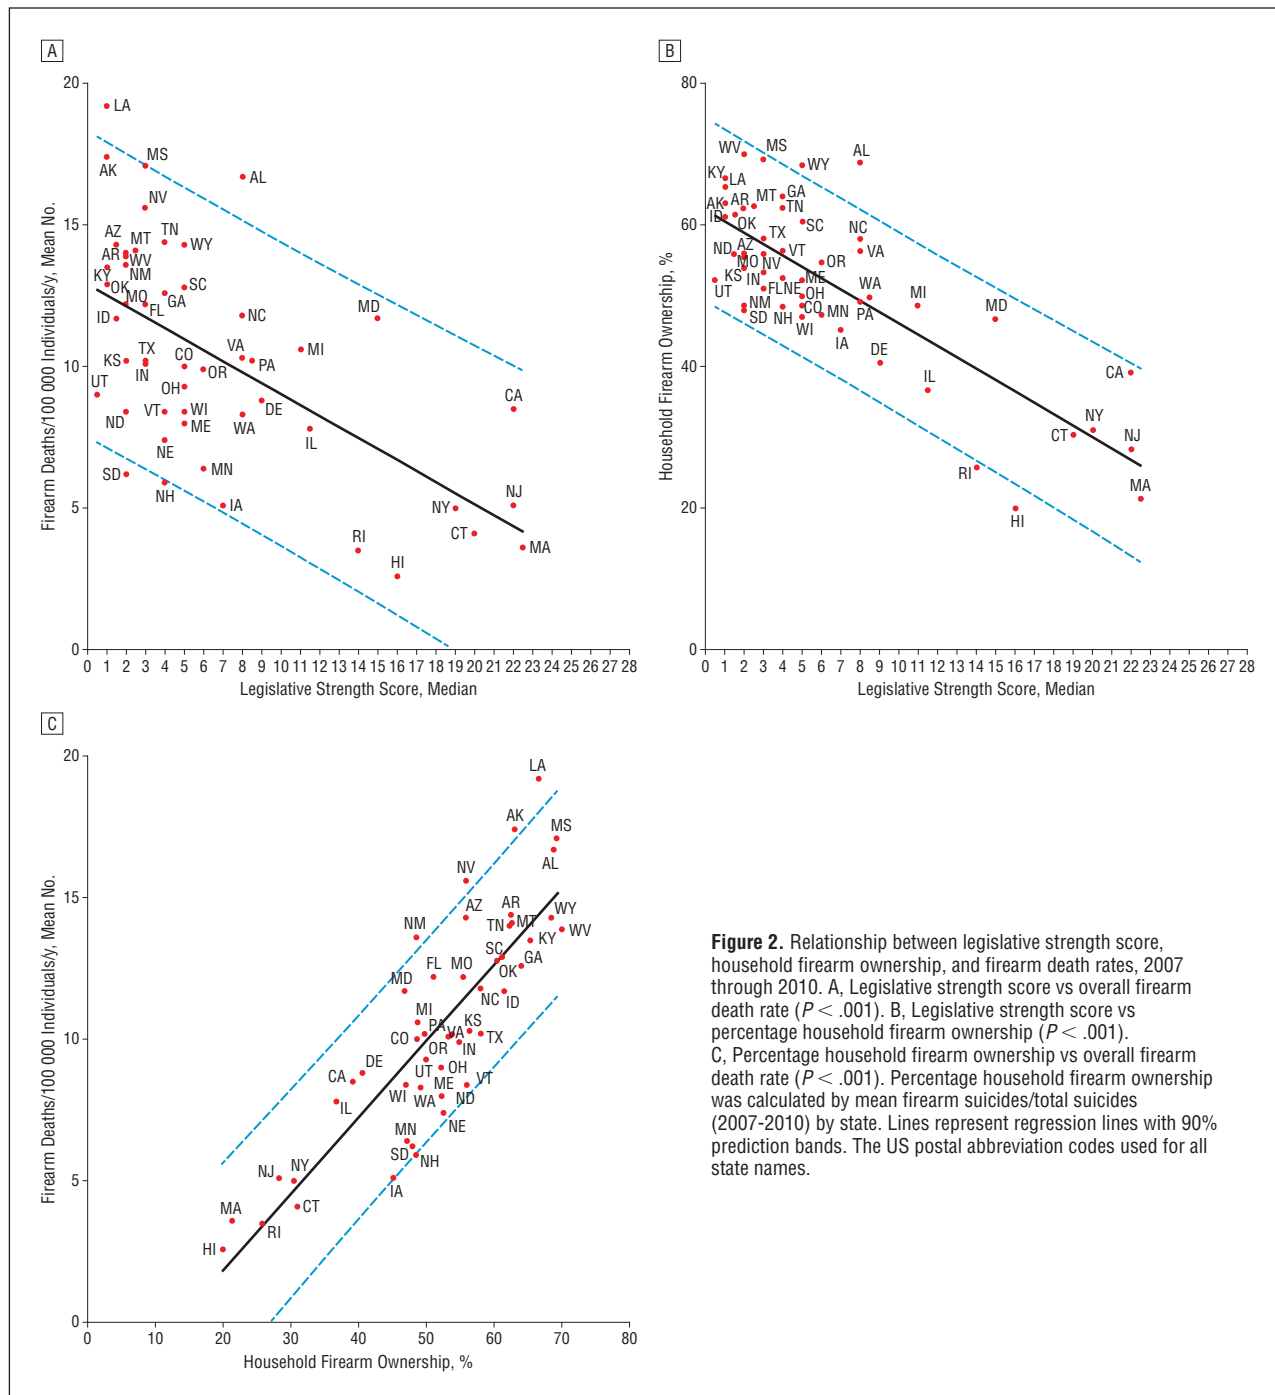 A
20
15
10
5
0
Firearm Deaths/100 000 Individuals/y, Mean No.
LA
AK
MS
AL
NV
AZ
MT
TN
WY
AR
WV
KY
NM
OK
SC
MO
FL
GA
ID
NC
MD
TX
KS
IN
CO
VA
PA
MI
OR
UT
OH
ND
VT
WI
ME
WA
DE
IL
CA
NE
SD
MN
NH
IA
RI
HI
NY
CT
NJ
MA
0 1 2 3 4 5 6 7 8 9 10 11 12 13 14 15 16 17 18 19 20 21 22 23 24 25 26 27 28
Legislative Strength Score, Median
B
80
60
40
20
0
Household Firearm Ownership, %
WV
MS
WY
AL
KY
LA
AK
AR
MT
GA
TN
ID
OK
SC
NC
TX
ND
AZ
MO
NV
VT
OR
VA
KS
IN
ME
UT
FL
NE
OH
WA
NM
SD
NH
CO
WI
MN
PA
MI
MD
IA
DE
IL
CA
NY
CT
NJ
RI
MA
HI
0 1 2 3 4 5 6 7 8 9 10 11 12 13 14 15 16 17 18 19 20 21 22 23 24 25 26 27 28
Legislative Strength Score, Median
C
20
15
10
5
0
Firearm Deaths/100 000 Individuals/y, Mean No.
LA
AK
MS
AL
NV
AZ
AR
WY
NM
TN
MT
WV
KY
SC
FL
MO
OK
GA
MD
NC
ID
MI
PA
KS
CO
VA
TX
OR
IN
DE
UT
OH
CA
WI
WA
ME
VT
IL
ND
MN
NE
SD
NH
NJ
NY
IA
MA
CT
RI
HI
0 10 20 30 40 50 60 70 80
Household Firearm Ownership, %
Figure 2. Relationship between legislative strength score,
household firearm ownership, and firearm death rates, 2007
through 2010. A, Legislative strength score vs overall firearm
death rate (P < .001). B, Legislative strength score vs
percentage household firearm ownership (P < .001).
C, Percentage household firearm ownership vs overall firearm
death rate (P < .001). Percentage household firearm ownership
was calculated by mean firearm suicides/total suicides
(2007-2010) by state. Lines represent regression lines with 90%
prediction bands. The US postal abbreviation codes used for all
state names.